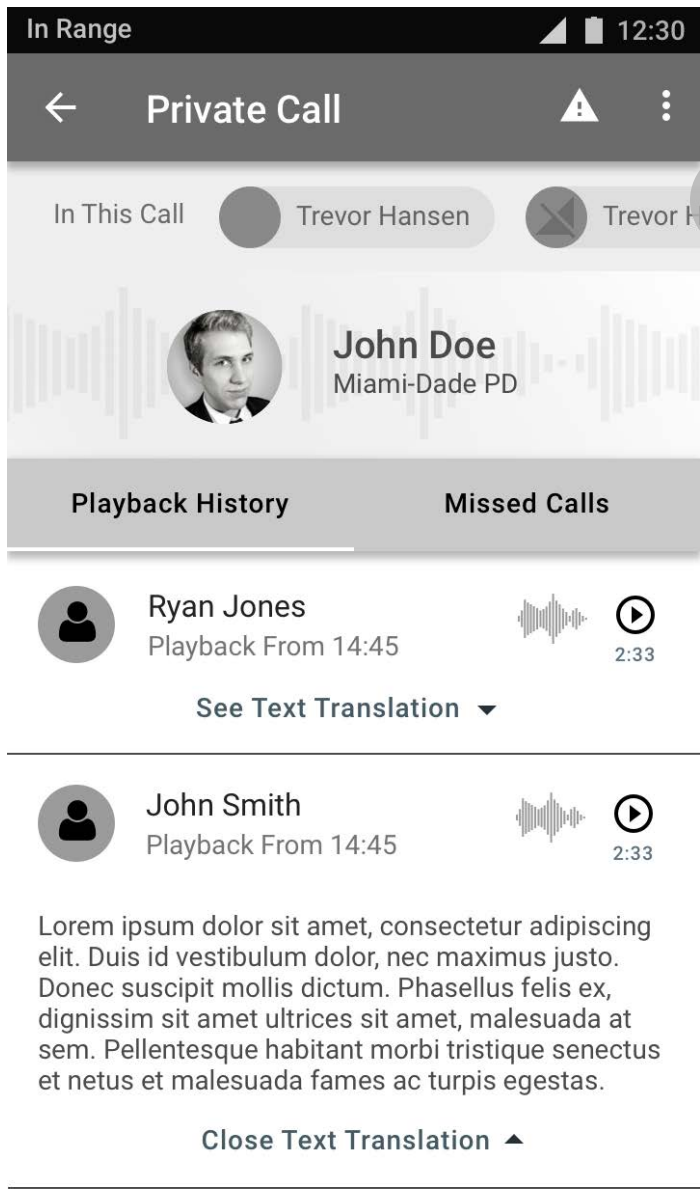 In Range 12:30
Private Call
In This Call Trevor Hansen Trevor
John Doe
Miami-Dade PD
Playback History Missed Calls
Ryan Jones
Playback From 14:45
2:33
See Text Translation
John Smith
Playback From 14:45
2:33
Lorem ipsum dolor sit amet, consectetur adipiscing
elit. Duis id vestibulum dolor, nec maximus justo.
Donec suscipit mollis dictum. Phasellus felis ex,
dignissim sit amet ultrices sit amet, malesuada at
sem. Pellentesque habitant morbi tristique senectus
et netus et malesuada fames ac turpis egestas.
Close Text Translation